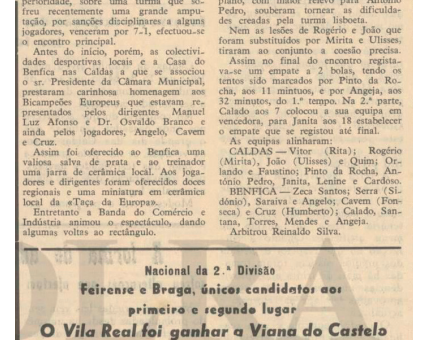 perioridade, sobre uma turma que so-
freu recentemente uma grande ampu-
tação, por sanções disciplinares a alguns
jogadores, venceram por 7-1, efectuou-se
o encontro principal.
Antes do início, porém, as colectivi-
dades desportivas locais e a Casa do
Benfica nas Caldas a que se associou
o sr. Presidente da Câmara Municipal,
prestaram carinhosa homenagem aos
Bicampeões Europeus que estavam re-
presentados pelos dirigentes Manuel
Luz Afonso e Dr. Osvaldo Branco e
ainda pelos jogadores, Angelo, Cavem
e Cruz.
Assim foi oferecido ao Benfica uma
valiosa salva de prata e ao treinador
uma jarra de cerâmica local. Aos joga-
dores e dirigentes foram oferecidos doces
regionais e uma miniatura em cerâmica
local da «Taça da Europa».
Entretanto a Banda do Comércio e
Indústria animou o espectáculo, dando
algumas voltas ao rectângulo.
plano, com maior relevo para António
Pedro, souberam tornear as dificulda-
des creadas pela turma lisboeta.
Nem as lesões de Rogério e João que
foram substituidos por Mirita e Ulisses,
tiraram ao conjunto a coesão precisa.
Assim no final do encontro regista-
va-se um empate a 2 bolas, tendo os
tentos sido marcados por Pinto da Ro-
cha, aos 11 mintuos, e por Angeja, aos
32 minutos, do 1.º tempo. Na 2.ª parte,
Calado aos 7 colocou a sua equipa em
vencedora, para Janita aos 18 estabelecer
o empate que se registou até final.
As equipas alinharam:
CALDAS — Vitor (Rita); Rogério
(Mirita), João (Ulisses) e Quim; Or-
lando e Faustino; Pinto da Rocha, An-
tónio Pedro, Janita, Lenine e Cardoso.
BENFICA — Zeca Santos; Serra (Si-
dónio), Saraiva e Angelo; Cavem (Fon-
seca) e Cruz (Humberto); Calado, San-
tana, Torres, Mendes e Angeja.
Arbitrou Reinaldo Silva.
Nacional da 2.ª Divisão
Feirense e Braga, únicos candidatos aos
primeiro e segundo lugar
O Vila Real foi ganhar a Viana do Castelo